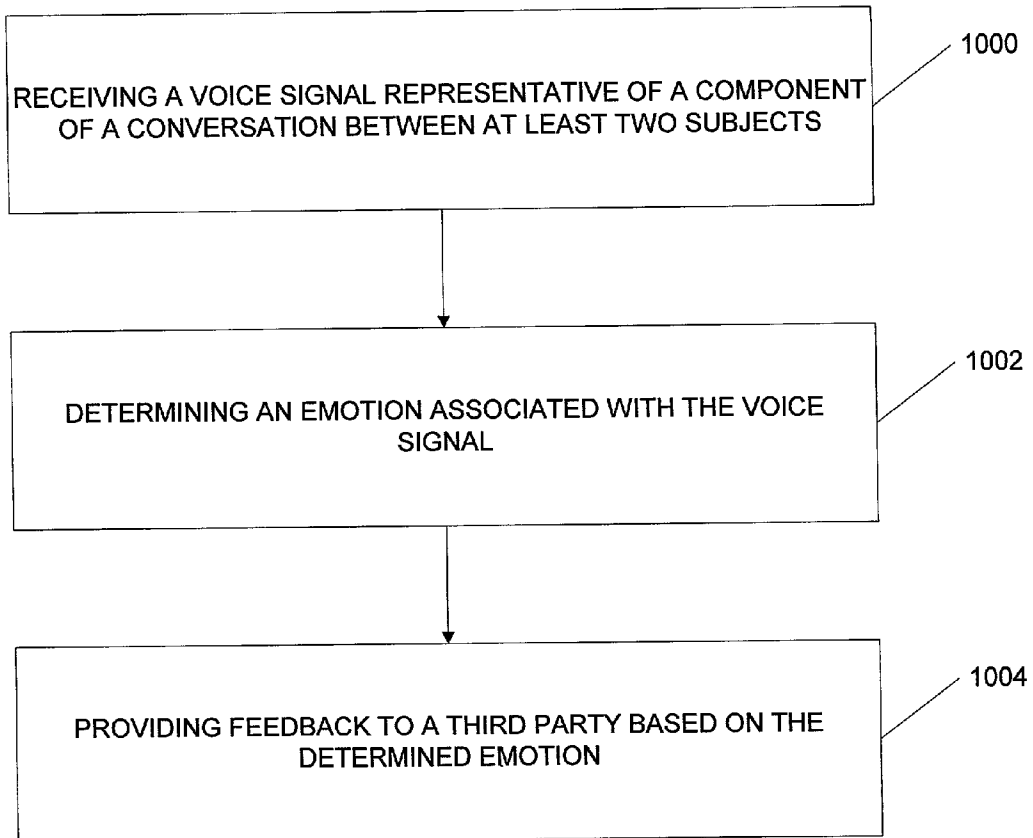 1000
RECEIVING A VOICE SIGNAL REPRESENTATIVE OF A COMPONENT
OF A CONVERSATION BETWEEN AT LEAST TWO SUBJECTS
1002
DETERMINING AN EMOTION ASSOCIATED WITH THE VOICE
SIGNAL
1004
PROVIDING FEEDBACK TO A THIRD PARTY BASED ON THE
DETERMINED EMOTION